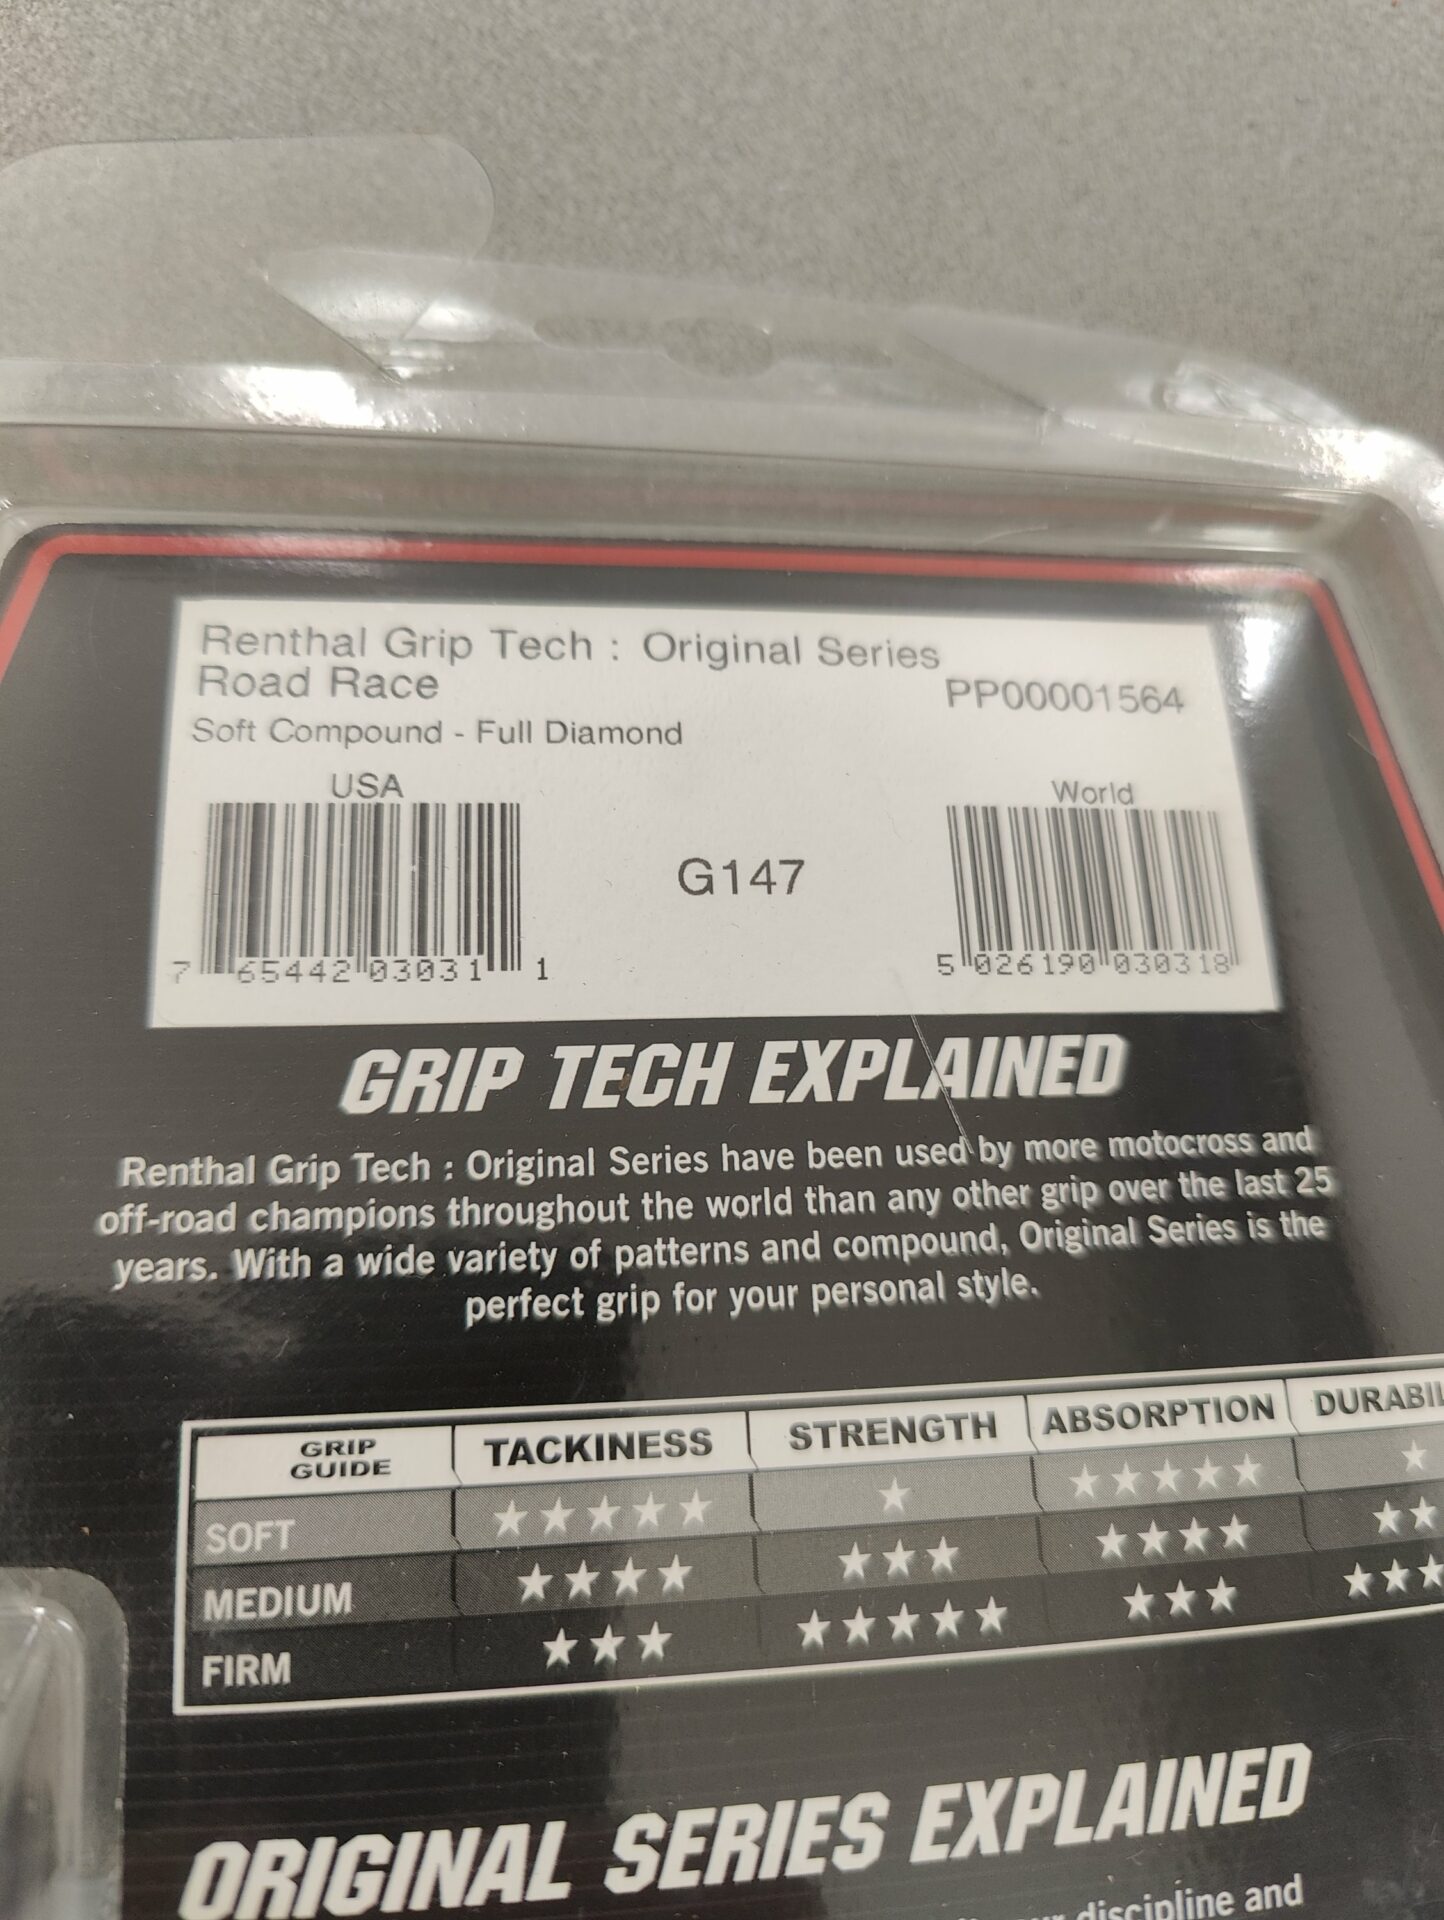 Renthal Grip Tech : Original Series
Road Race
PP00001564
Soft Compound - Full Diamond
USA
World
G147
7 65442 03031 1
5 026190 030318
GRIP TECH EXPLAINED
Renthal Grip Tech : Original Series have been used by more motocross and
off-road champions throughout the world than any other grip over the last 25
years. With a wide variety of patterns and compound, Original Series is the
perfect grip for your personal style.
GRIP GUIDE TACKINESS STRENGTH ABSORPTION DURABIL
SOFT ★★★★★ ★ ★★★★★ ★
MEDIUM ★★★★ ★★★ ★★★★ ★★
FIRM ★★★ ★★★★★ ★★★ ★★★
ORIGINAL SERIES EXPLAINED
discipline and